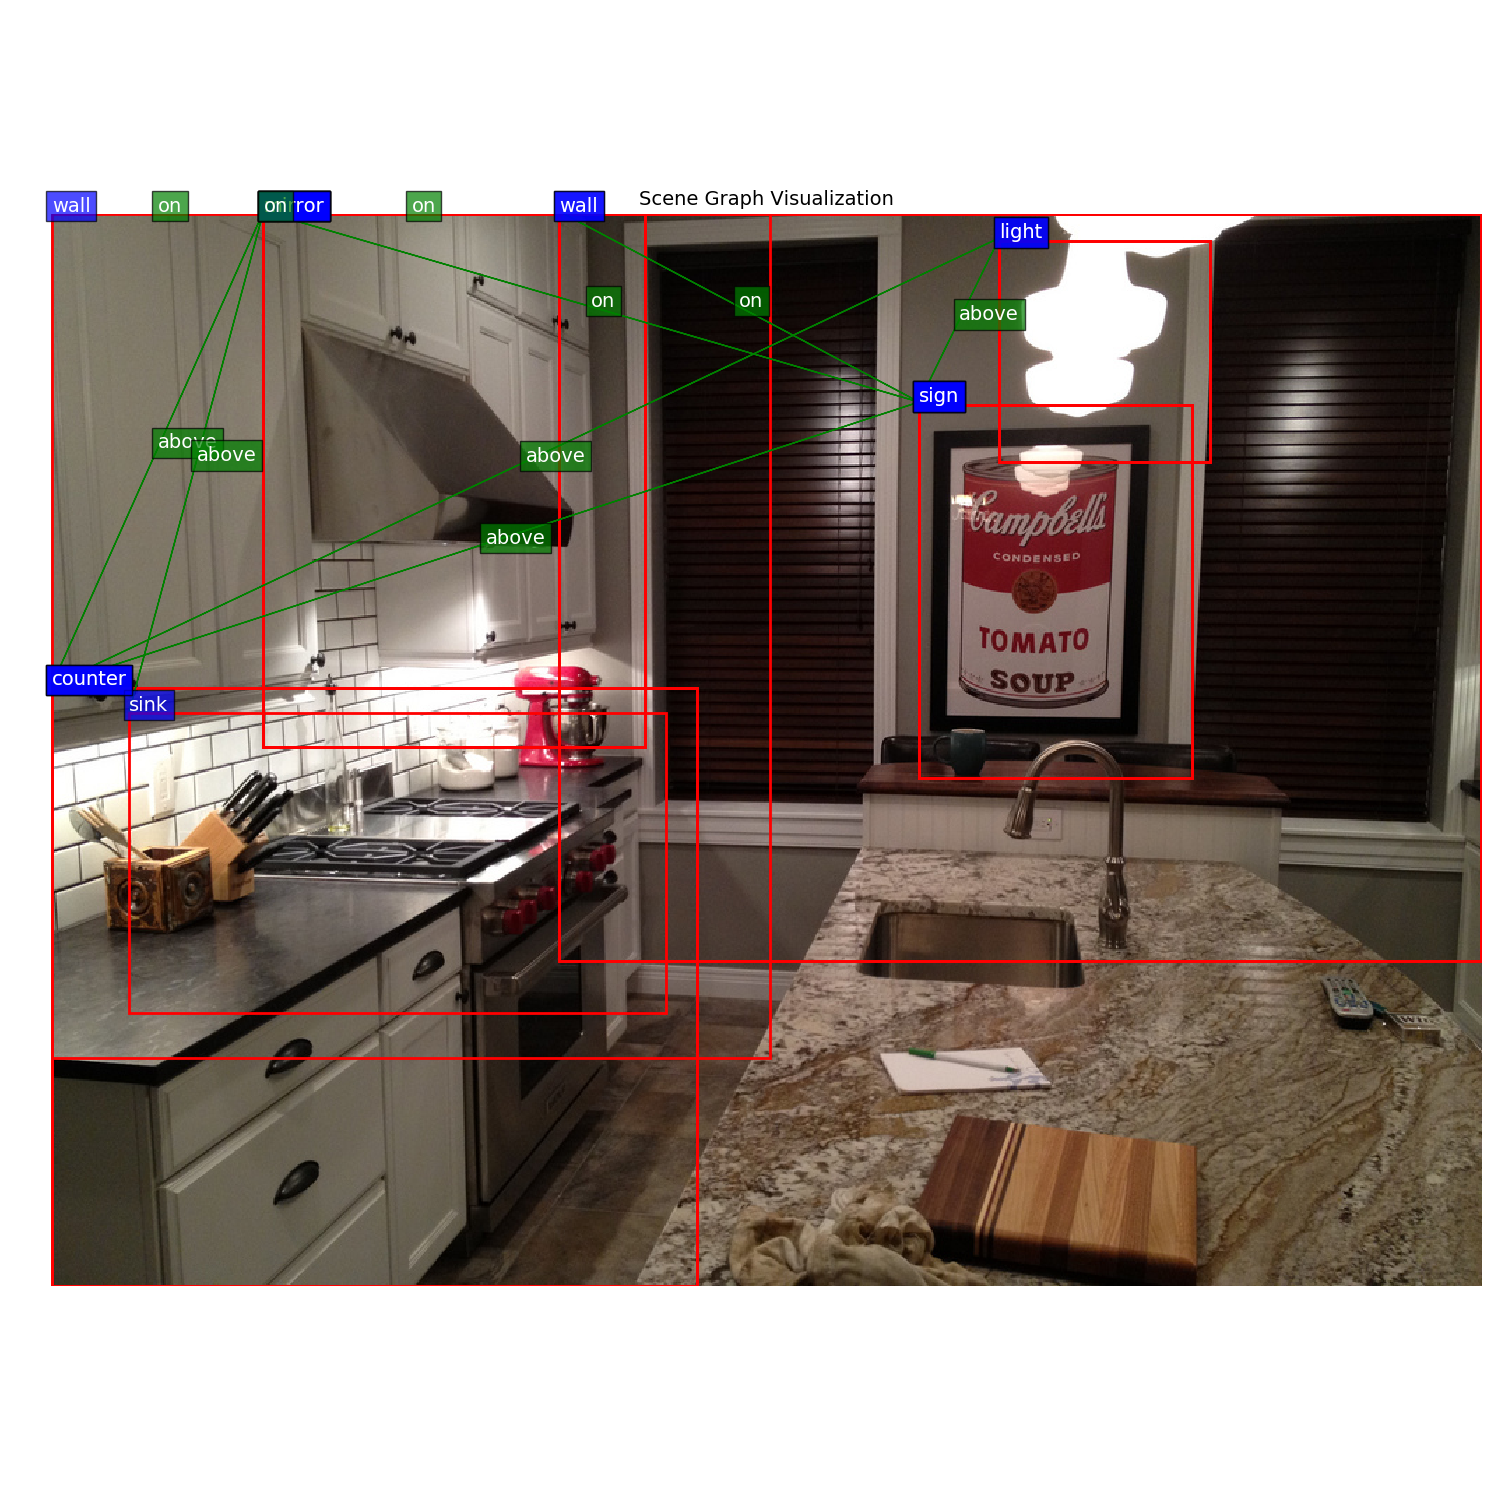 Scene Graph Visualization
wall
on
on
mirror
on
wall
light
on
on
above
sign
above
above
above
above
counter
sink
Campbell's
CONDENSED
TOMATO
SOUP